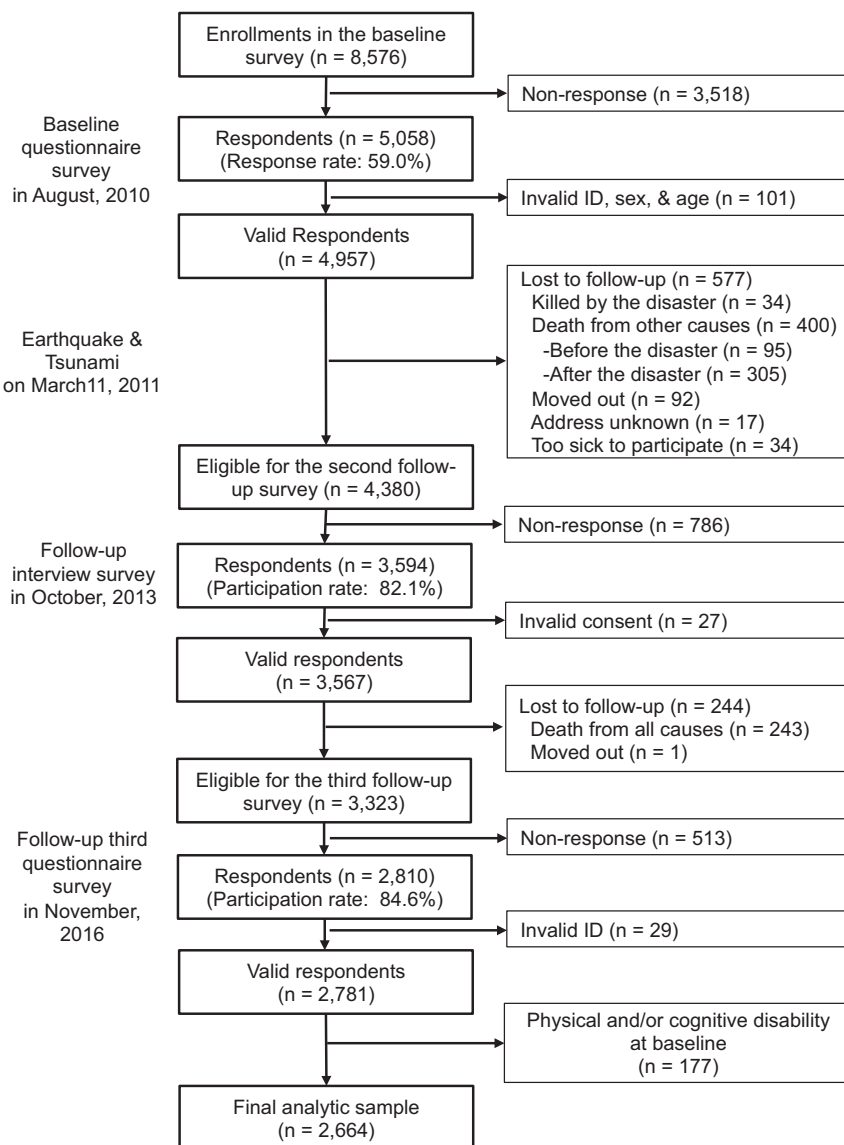 Enrollments in the baseline
survey (n = 8,576)
Non-response (n = 3,518)
Baseline
questionnaire
survey
in August, 2010
Respondents (n = 5,058)
(Response rate: 59.0%)
Invalid ID, sex, & age (n = 101)
Valid Respondents
(n = 4,957)
Lost to follow-up (n = 577)
Killed by the disaster (n = 34)
Death from other causes (n = 400)
-Before the disaster (n = 95)
-After the disaster (n = 305)
Moved out (n = 92)
Address unknown (n = 17)
Too sick to participate (n = 34)
Earthquake &
Tsunami
on March11, 2011
Eligible for the second follow-
up survey (n = 4,380)
Non-response (n = 786)
Follow-up
interview survey
in October, 2013
Respondents (n = 3,594)
(Participation rate: 82.1%)
Invalid consent (n = 27)
Valid respondents
(n = 3,567)
Lost to follow-up (n = 244)
Death from all causes (n = 243)
Moved out (n = 1)
Eligible for the third follow-up
survey (n = 3,323)
Non-response (n = 513)
Follow-up third
questionnaire
survey
in November,
2016
Respondents (n = 2,810)
(Participation rate: 84.6%)
Invalid ID (n = 29)
Valid respondents
(n = 2,781)
Physical and/or cognitive disability
at baseline
(n = 177)
Final analytic sample
(n = 2,664)